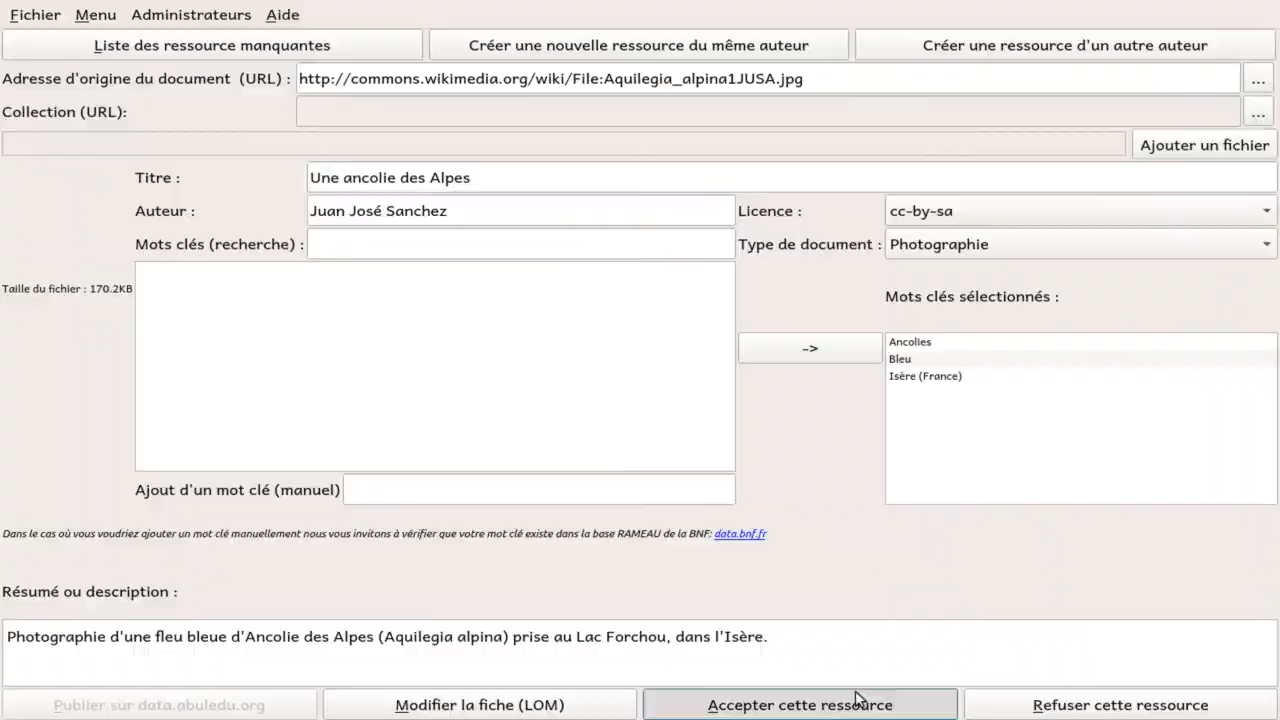 Fichier Menu Administrateurs Aide
Liste des ressource manquantes Créer une nouvelle ressource du même auteur Créer une ressource d'un autre auteur
Adresse d'origine du document (URL) : http://commons.wikimedia.org/wiki/File:Aquilegia_alpina1JUSA.jpg ...
Collection (URL): ...
Ajouter un fichier
Titre : Une ancolie des Alpes
Auteur : Juan José Sanchez Licence : cc-by-sa
Mots clés (recherche) : Type de document : Photographie
Taille du fichier : 170.2KB
Mots clés sélectionnés :
-> Ancolies
Bleu
Isère (France)
Ajout d'un mot clé (manuel)
Dans le cas où vous voudriez ajouter un mot clé manuellement nous vous invitons à vérifier que votre mot clé existe dans la base RAMEAU de la BNF: data.bnf.fr
Résumé ou description :
Photographie d'une fleu bleue d'Ancolie des Alpes (Aquilegia alpina) prise au Lac Forchou, dans l'Isère.
Publier sur data.abuledu.org Modifier la fiche (LOM) Accepter cette ressource Refuser cette ressource